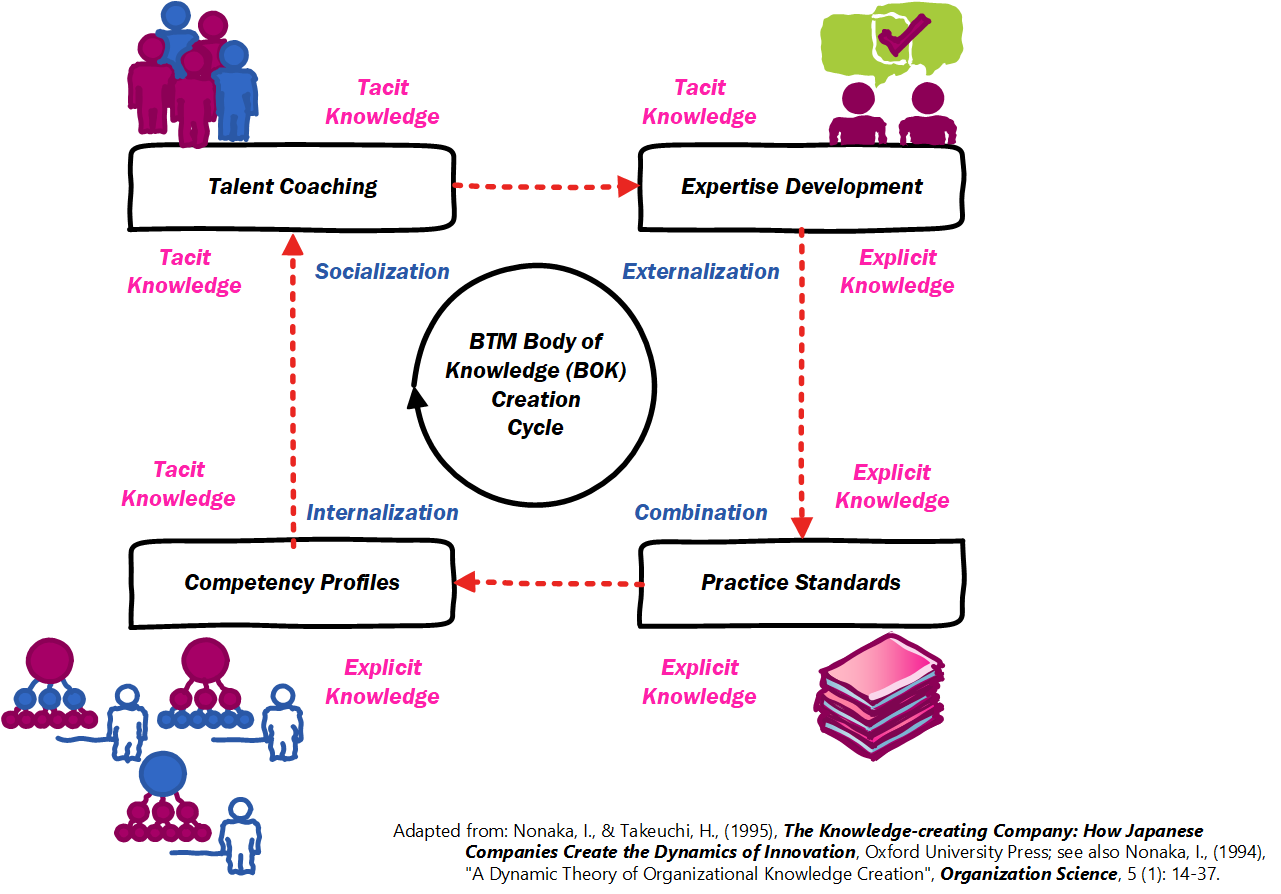 Tacit
Knowledge
Tacit
Knowledge
Talent Coaching
Expertise Development
Tacit
Knowledge
Socialization
Externalization
Explicit
Knowledge
BTM Body of
Knowledge (BOK)
Creation
Cycle
Tacit
Knowledge
Internalization
Combination
Explicit
Knowledge
Competency Profiles
Practice Standards
Explicit
Knowledge
Explicit
Knowledge
Adapted from: Nonaka, I., & Takeuchi, H., (1995), The Knowledge-creating Company: How Japanese
Companies Create the Dynamics of Innovation, Oxford University Press; see also Nonaka, I., (1994),
"A Dynamic Theory of Organizational Knowledge Creation", Organization Science, 5 (1): 14-37.